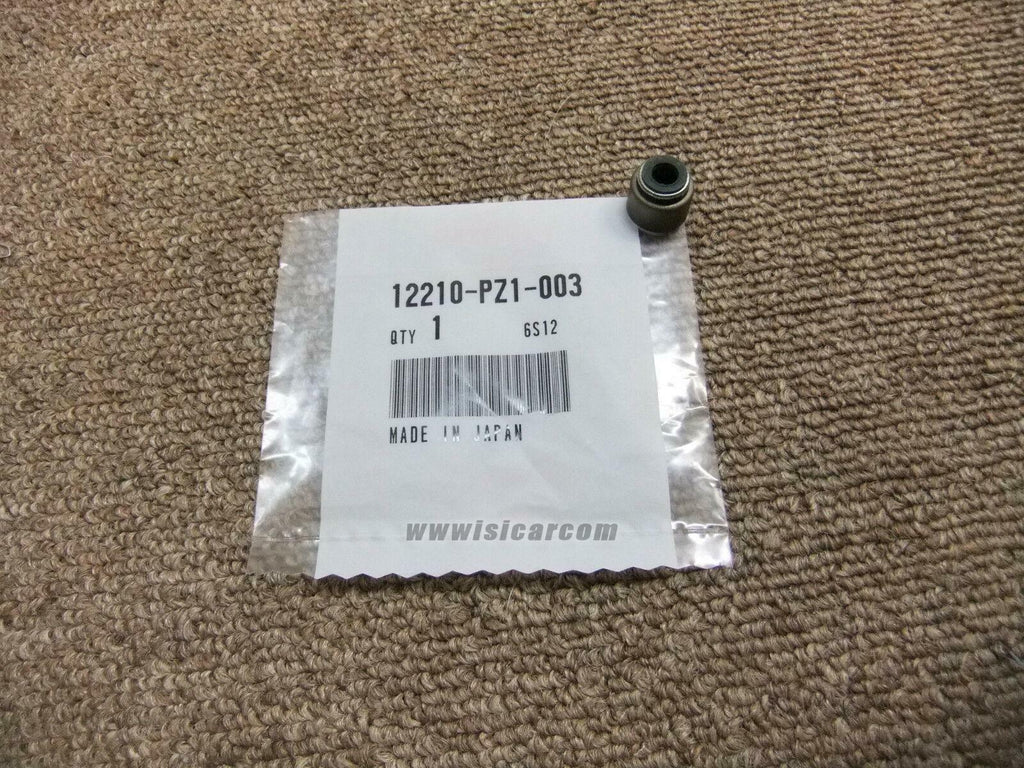 12210-PZ1-003
QTY 1 6S12
MADE IN JAPAN
wwwisicarcom